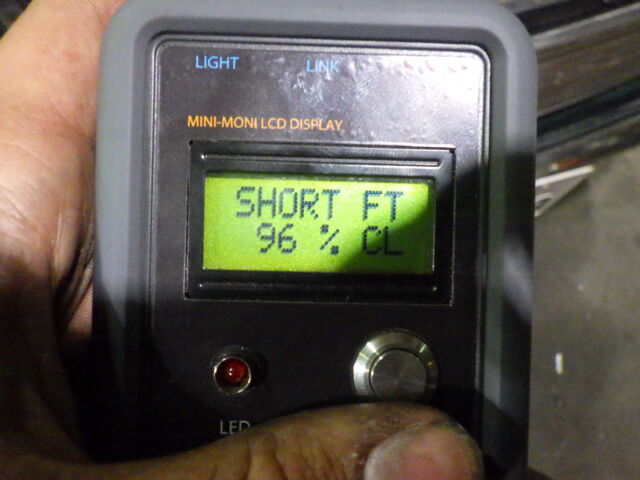 LIGHT LINK
MINI-MONI LCD DISPLAY
SHORT FT
96 % CL
LED